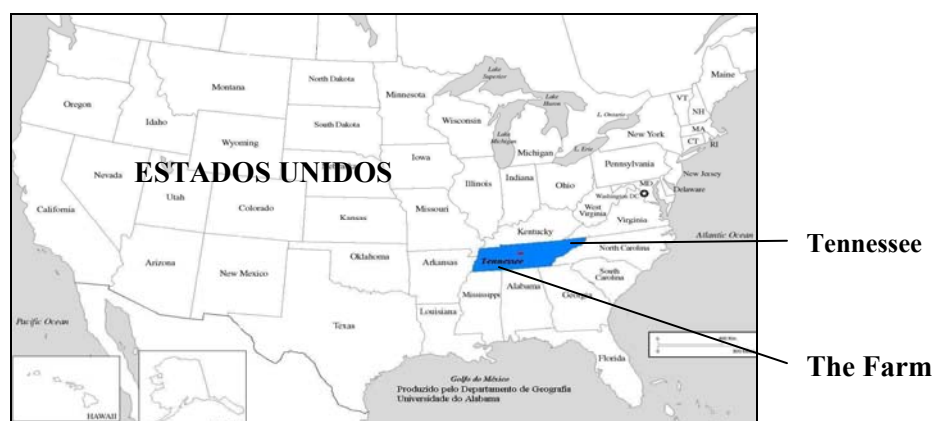 Lake Superior
Maine
North Dakota
Montana
Minnesota
Lake Huron
VT
NH
Oregon
L. Ontario
Idaho
South Dakota
Wisconsin
Lake Michigan
New York
MA
Wyoming
Michigan
L. Erie
CT
RI
ESTADOS UNIDOS
Iowa
Pennsylvania
New Jersey
Nevada
Illinois
Indiana
Ohio
MD
Delaware
Utah
Washington DC
California
Colorado
Missouri
West Virginia
Virginia
Kansas
Kentucky
Atlantic Ocean
Tennessee
North Carolina
Oklahoma
Arkansas
Tennessee
Arizona
New Mexico
South Carolina
Mississippi
Alabama
Georgia
Louisiana
Pacific Ocean
Texas
Florida
The Farm
Golfo do México
Produzido pelo Departamento de Geografia
Universidade do Alabama
HAWAII